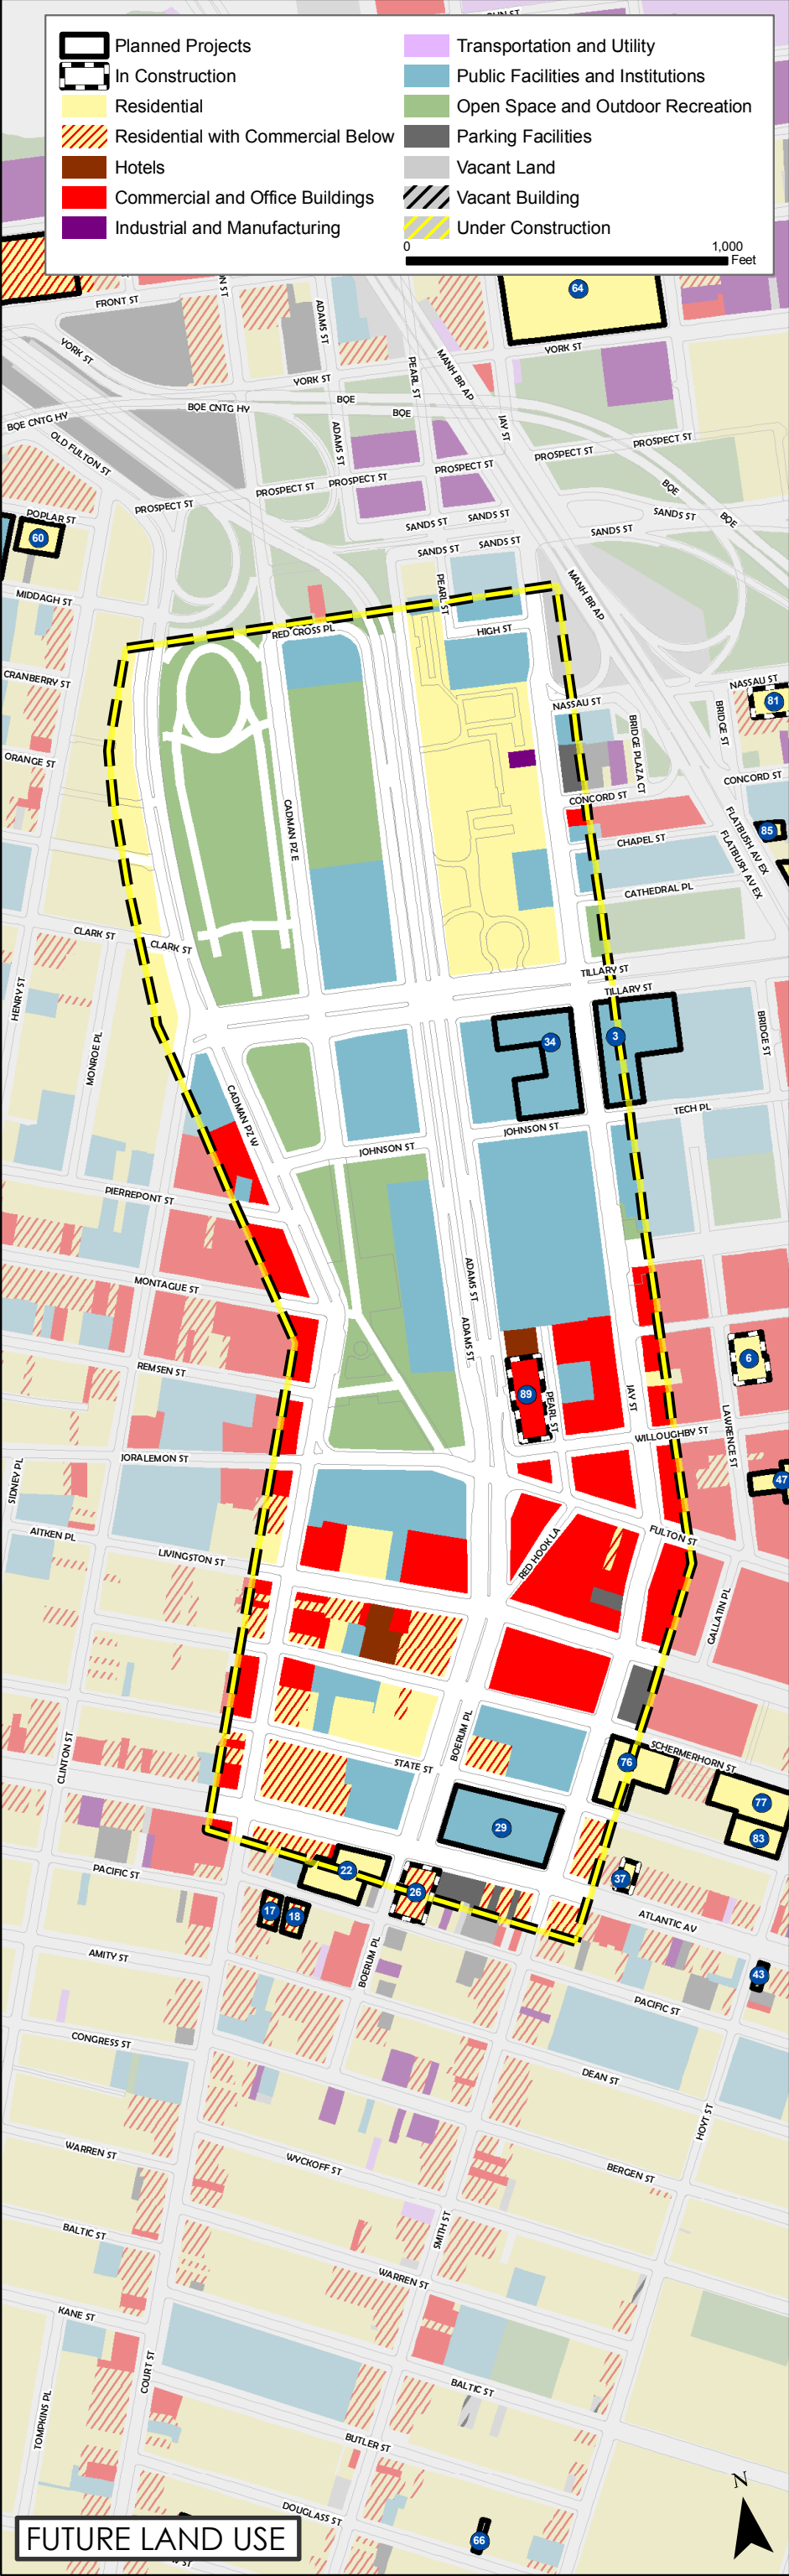 Planned Projects
In Construction
Residential
Residential with Commercial Below
Hotels
Commercial and Office Buildings
Industrial and Manufacturing
Transportation and Utility
Public Facilities and Institutions
Open Space and Outdoor Recreation
Parking Facilities
Vacant Land
Vacant Building
Under Construction
0
1,000
Feet
64
FRONT ST
ADAMS ST
YORK ST
YORK ST
YORK ST
PEARL ST
MANH BR AP
BQE
BQE
BQE CNTG HY
BQE CNTG HY
OLD FULTON ST
ADAMS ST
JAY ST
PROSPECT ST
PROSPECT ST
PROSPECT ST
PROSPECT ST
PROSPECT ST
PROSPECT ST
BQE
BQE
POPLAR ST
60
SANDS ST
SANDS ST
SANDS ST
SANDS ST
SANDS ST
SANDS ST
MIDDAGH ST
PEARL ST
MANH BR AP
RED CROSS PL
HIGH ST
CRANBERRY ST
NASSAU ST
NASSAU ST
81
BRIDGE ST
BRIDGE PLAZA CT
ORANGE ST
CONCORD ST
CONCORD ST
CADMAN PZ E
CHAPEL ST
85
FLATBUSH AV EX
FLATBUSH AV EX
CATHEDRAL PL
CLARK ST
CLARK ST
HENRY ST
TILLARY ST
TILLARY ST
MONROE PL
34
3
BRIDGE ST
CADMAN PZ W
TECH PL
JOHNSON ST
JOHNSON ST
PIERREPONT ST
MONTAGUE ST
ADAMS ST
ADAMS ST
REMSEN ST
6
89
PEARL ST
JAY ST
LAWRENCE ST
WILLOUGHBY ST
JORALEMON ST
SIDNEY PL
47
AITKEN PL
LIVINGSTON ST
RED HOOK LA
FULTON ST
GALLATIN PL
CLINTON ST
BOERUM PL
STATE ST
SCHERMERHORN ST
76
77
83
29
22
26
37
17
18
PACIFIC ST
ATLANTIC AV
BOERUM PL
AMITY ST
43
PACIFIC ST
CONGRESS ST
DEAN ST
HOYT ST
WARREN ST
WYCKOFF ST
BERGEN ST
BALTIC ST
SMITH ST
WARREN ST
KANE ST
COURT ST
BALTIC ST
TOMPKINS PL
BUTLER ST
DOUGLASS ST
66
N
FUTURE LAND USE